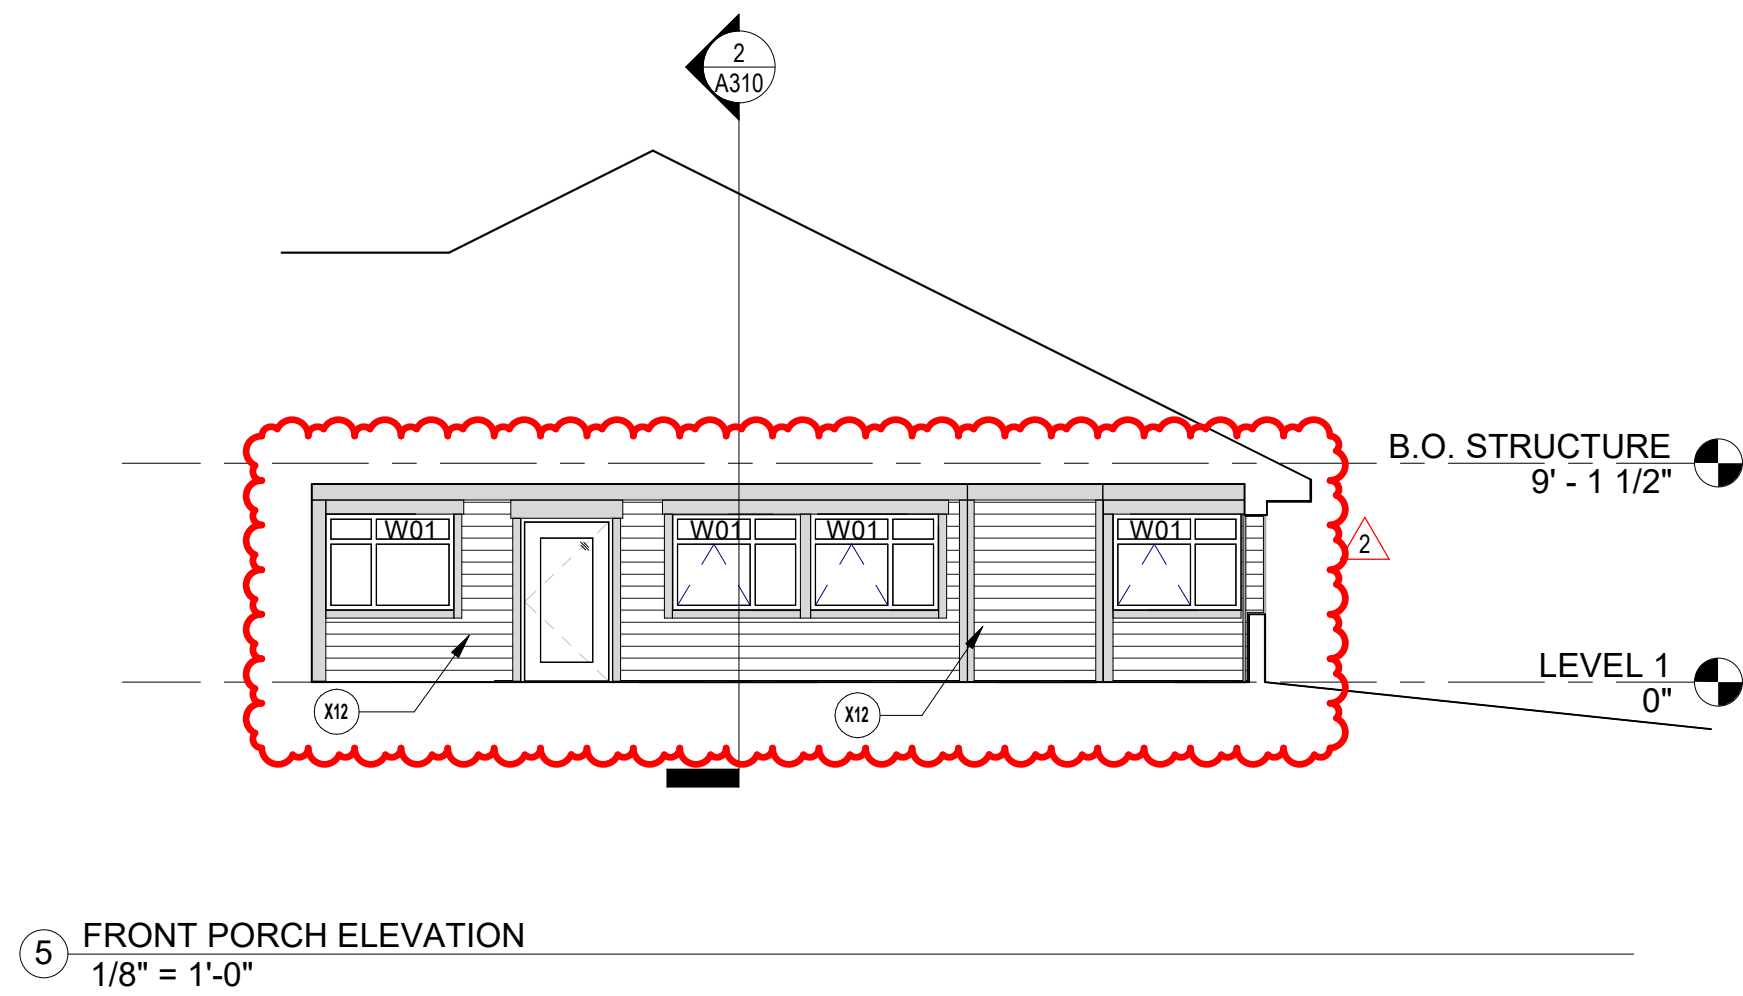 2
A310
B.O. STRUCTURE
9' - 1 1/2"
W01
W01
W01
W01
2
LEVEL 1
0"
X12
X12
5
FRONT PORCH ELEVATION
1/8" = 1'-0"